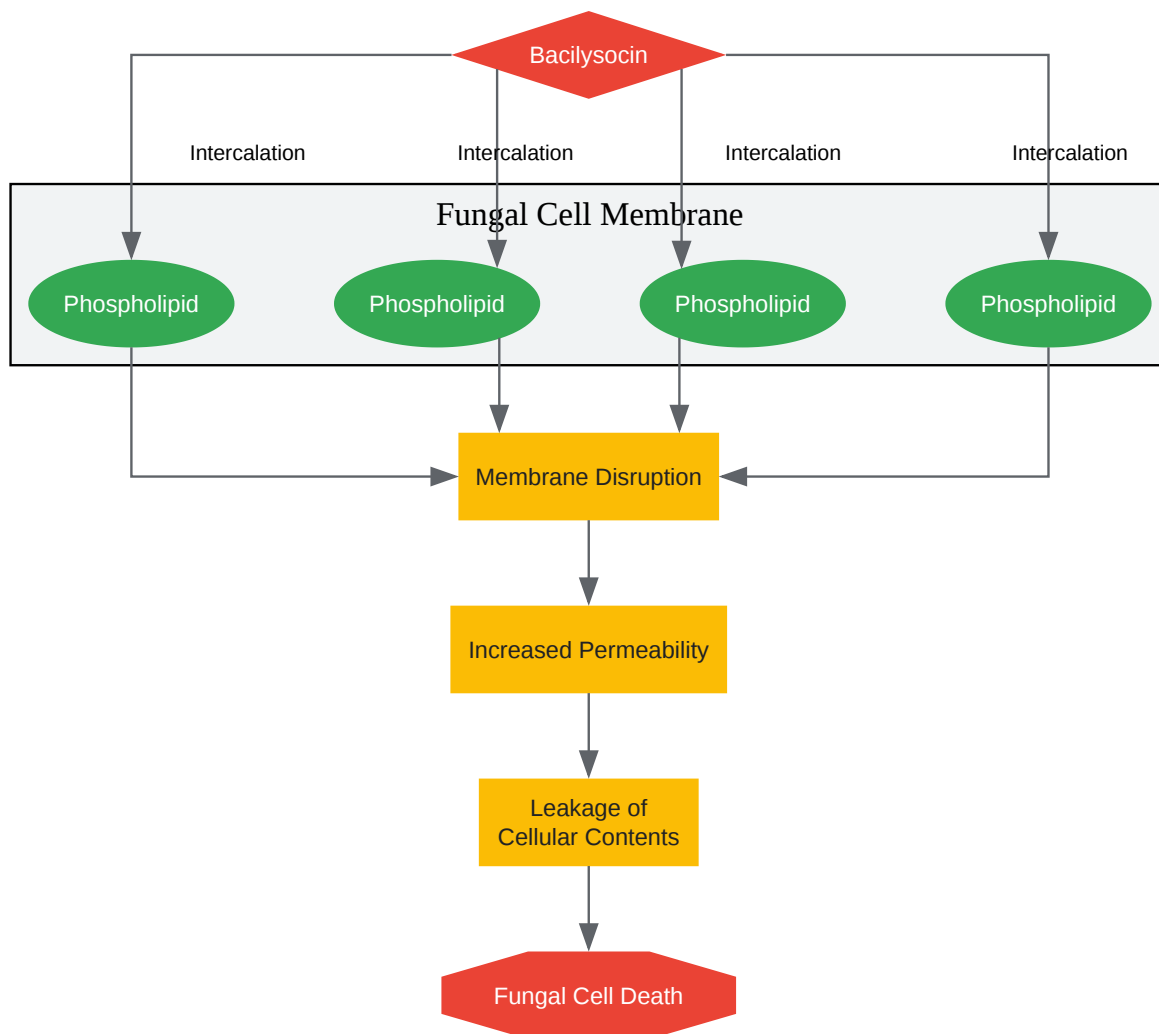 Bacilysocin
Intercalation
Intercalation
Intercalation
Intercalation
Fungal Cell Membrane
Phospholipid
Phospholipid
Phospholipid
Phospholipid
Membrane Disruption
Increased Permeability
Leakage of
Cellular Contents
Fungal Cell Death